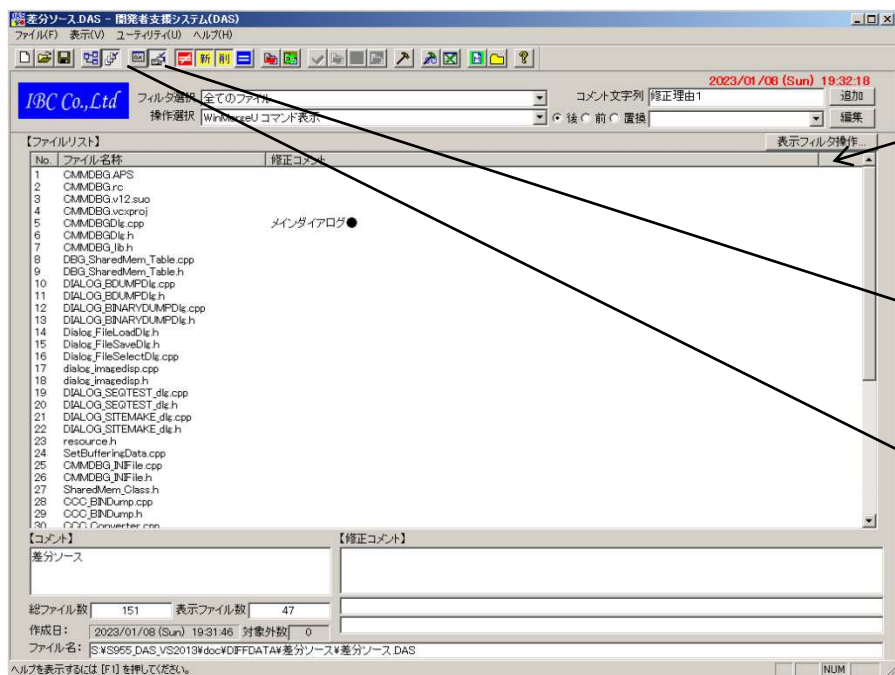 差分ソース.DAS - 開発者支援システム(DAS)
ファイル(F) 表示(V) ユーティリティ(U) ヘルプ(H)
新 削
2023/01/08 (Sun) 19:32:18
IBC Co.,Ltd
フィルタ選択 全てのファイル
コメント文字列 修正理由1 追加
操作選択 WinMergeU コマンド表示
後 前 置換 編集
【ファイルリスト】 表示フィルタ操作...
No. ファイル名称 修正コメント
1 CMMDBG.APS
2 CMMDBG.rc
3 CMMDBG.v12.suo
4 CMMDBG.vcxproj
5 CMMDBGDlg.cpp メインダイアログ●
6 CMMDBGDlg.h
7 CMMDBG_lib.h
8 DBG_SharedMem_Table.cpp
9 DBG_SharedMem_Table.h
10 DIALOG_BDUMPDlg.cpp
11 DIALOG_BDUMPDlg.h
12 DIALOG_BINARYDUMPDlg.cpp
13 DIALOG_BINARYDUMPDlg.h
14 Dialog_FileLoadDlg.h
15 Dialog_FileSaveDlg.h
16 Dialog_FileSelectDlg.cpp
17 dialog_imagedisp.cpp
18 dialog_imagedisp.h
19 DIALOG_SEQTEST_dlg.cpp
20 DIALOG_SEQTEST_dlg.h
21 DIALOG_SITEMAKE_dlg.cpp
22 DIALOG_SITEMAKE_dlg.h
23 resource.h
24 SetBufferingData.cpp
25 CMMDBG_INIFile.cpp
26 CMMDBG_INIFile.h
27 SharedMem_Class.h
28 CCC_BINDump.cpp
29 CCC_BINDump.h
30 CCC_Converter.cpp
【コメント】 【修正コメント】
差分ソース
総ファイル数 151 表示ファイル数 47
作成日: 2023/01/08 (Sun) 19:31:46 対象外数 0
ファイル名: S:¥S955_DAS_VS2013¥doc¥DIFFDATA¥差分ソース¥差分ソース.DAS
ヘルプを表示するには [F1] を押してください。 NUM